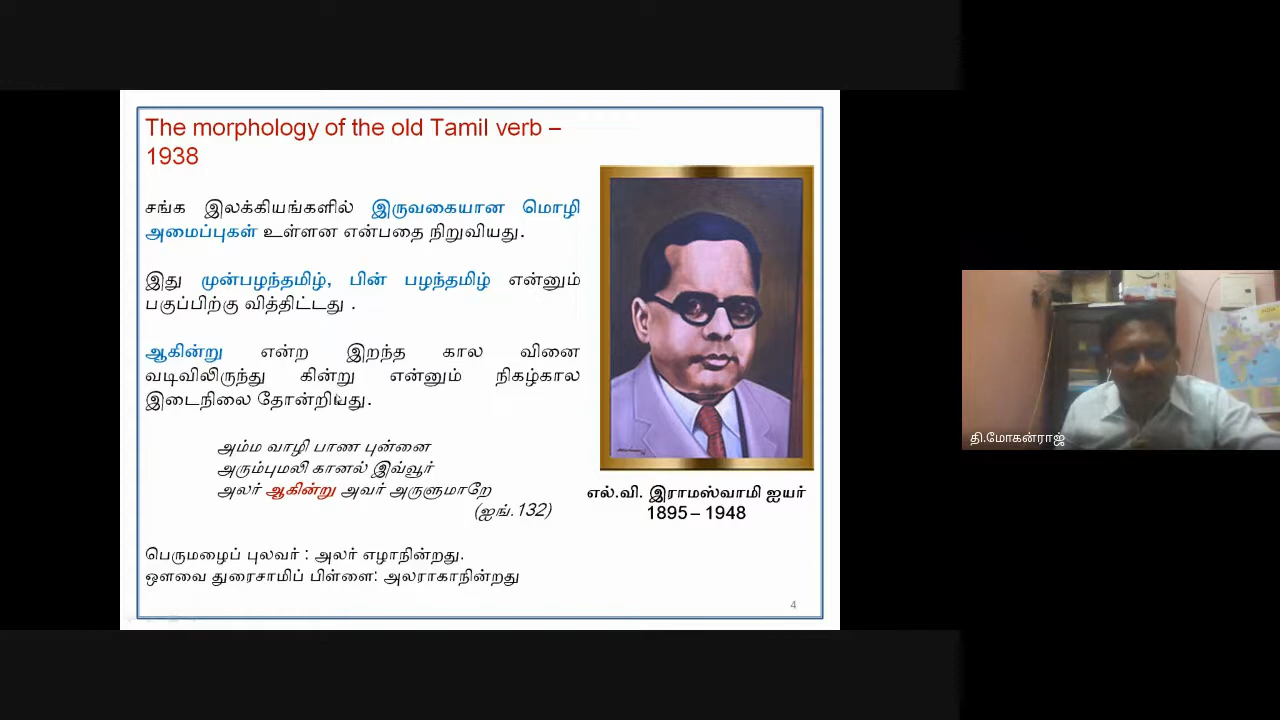 The morphology of the old Tamil verb –
1938
சங்க இலக்கியங்களில் இருவகையான மொழி
அமைப்புகள் உள்ளன என்பதை நிறுவியது.
இது முன்பழந்தமிழ், பின் பழந்தமிழ் என்னும்
பகுப்பிற்கு வித்திட்டது .
ஆகின்று என்ற இறந்த கால வினை
வடிவிலிருந்து கின்று என்னும் நிகழ்கால
இடைநிலை தோன்றியது.
அம்ம வாழி பாண புன்னை
அரும்புமலி கானல் இவ்வூர்
அலர் ஆகின்று அவர் அருளுமாறே
(ஐங்.132)
பெருமழைப் புலவர் : அலர் எழாநின்றது.
ஔவை துரைசாமிப் பிள்ளை: அலராகாநின்றது
எல்.வி. இராமஸ்வாமி ஐயர்
1895 – 1948
4
தி.மோகன்ராஜ்